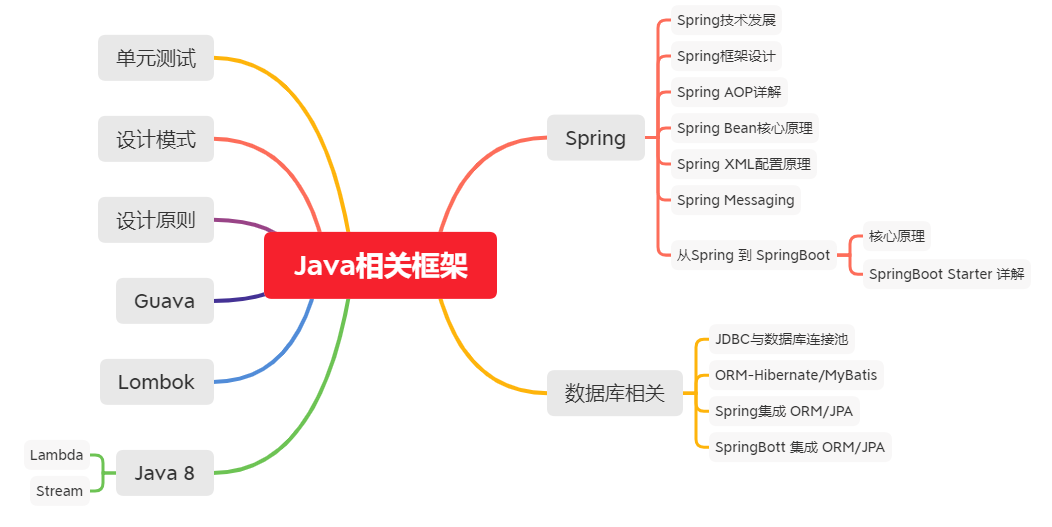 Java相关框架
Spring
Spring技术发展
Spring框架设计
Spring AOP详解
Spring Bean核心原理
Spring XML配置原理
Spring Messaging
从Spring 到 SpringBoot
核心原理
SpringBoot Starter 详解
数据库相关
JDBC与数据库连接池
ORM-Hibernate/MyBatis
Spring集成 ORM/JPA
SpringBott 集成 ORM/JPA
单元测试
设计模式
设计原则
Guava
Lombok
Java 8
Lambda
Stream